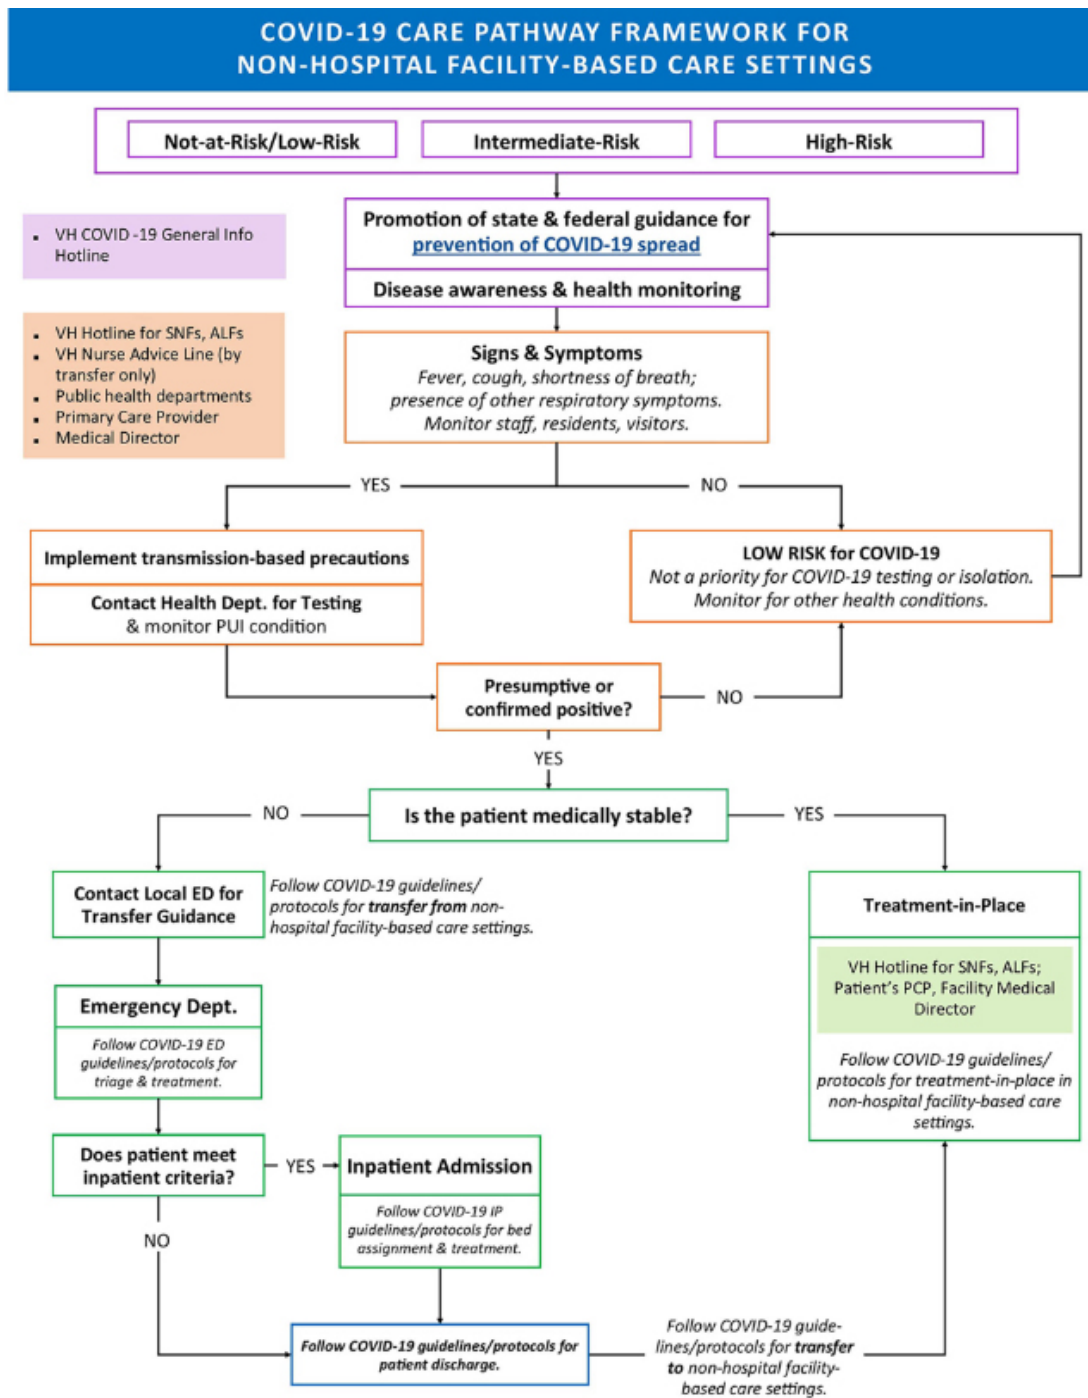 COVID-19 CARE PATHWAY FRAMEWORK FOR
NON-HOSPITAL FACILITY-BASED CARE SETTINGS
Not-at-Risk/Low-Risk
Intermediate-Risk
High-Risk
Promotion of state & federal guidance for
prevention of COVID-19 spread
Disease awareness & health monitoring
▪ VH COVID -19 General Info
Hotline
▪ VH Hotline for SNFs, ALFs
▪ VH Nurse Advice Line (by
transfer only)
▪ Public health departments
▪ Primary Care Provider
▪ Medical Director
Signs & Symptoms
Fever, cough, shortness of breath;
presence of other respiratory symptoms.
Monitor staff, residents, visitors.
YES
NO
Implement transmission-based precautions
Contact Health Dept. for Testing
& monitor PUI condition
LOW RISK for COVID-19
Not a priority for COVID-19 testing or isolation.
Monitor for other health conditions.
Presumptive or
confirmed positive?
NO
YES
Is the patient medically stable?
NO
YES
Contact Local ED for
Transfer Guidance
Follow COVID-19 guidelines/
protocols for transfer from non-
hospital facility-based care settings.
Treatment-in-Place
VH Hotline for SNFs, ALFs;
Patient's PCP, Facility Medical
Director
Follow COVID-19 guidelines/
protocols for treatment-in-place in
non-hospital facility-based care
settings.
Emergency Dept.
Follow COVID-19 ED
guidelines/protocols for
triage & treatment.
Does patient meet
inpatient criteria?
YES
Inpatient Admission
Follow COVID-19 IP
guidelines/protocols for bed
assignment & treatment.
NO
Follow COVID-19 guidelines/protocols for
patient discharge.
Follow COVID-19 guide-
lines/protocols for transfer
to non-hospital facility-
based care settings.